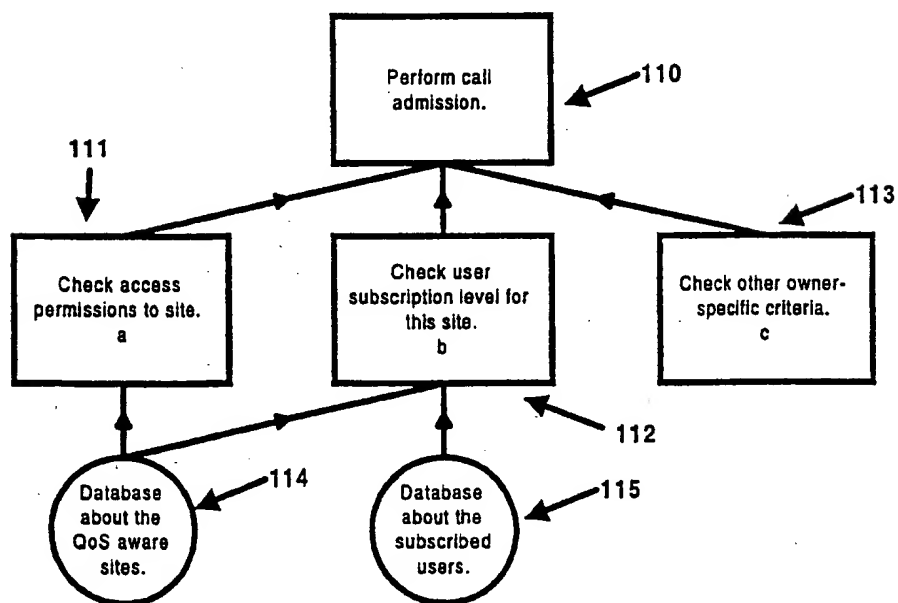 Perform call
admission.
110
111
113
Check access
permissions to site.
a
Check user
subscription level for
this site.
b
Check other owner-
specific criteria.
c
112
114
115
Database
about the
QoS aware
sites.
Database
about the
subscribed
users.